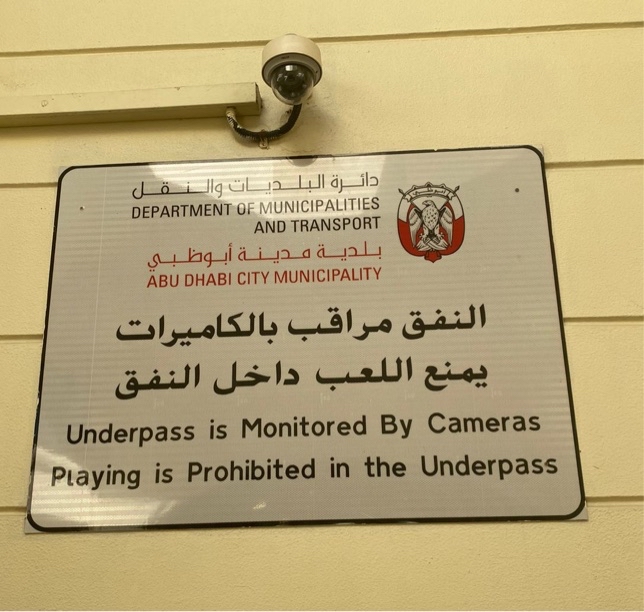 دائرة البلديات والنقل
DEPARTMENT OF MUNICIPALITIES
AND TRANSPORT
بلدية مدينة أبوظبي
ABU DHABI CITY MUNICIPALITY
النفق مراقب بالكاميرات
يمنع اللعب داخل النفق
Underpass is Monitored By Cameras
Playing is Prohibited in the Underpass